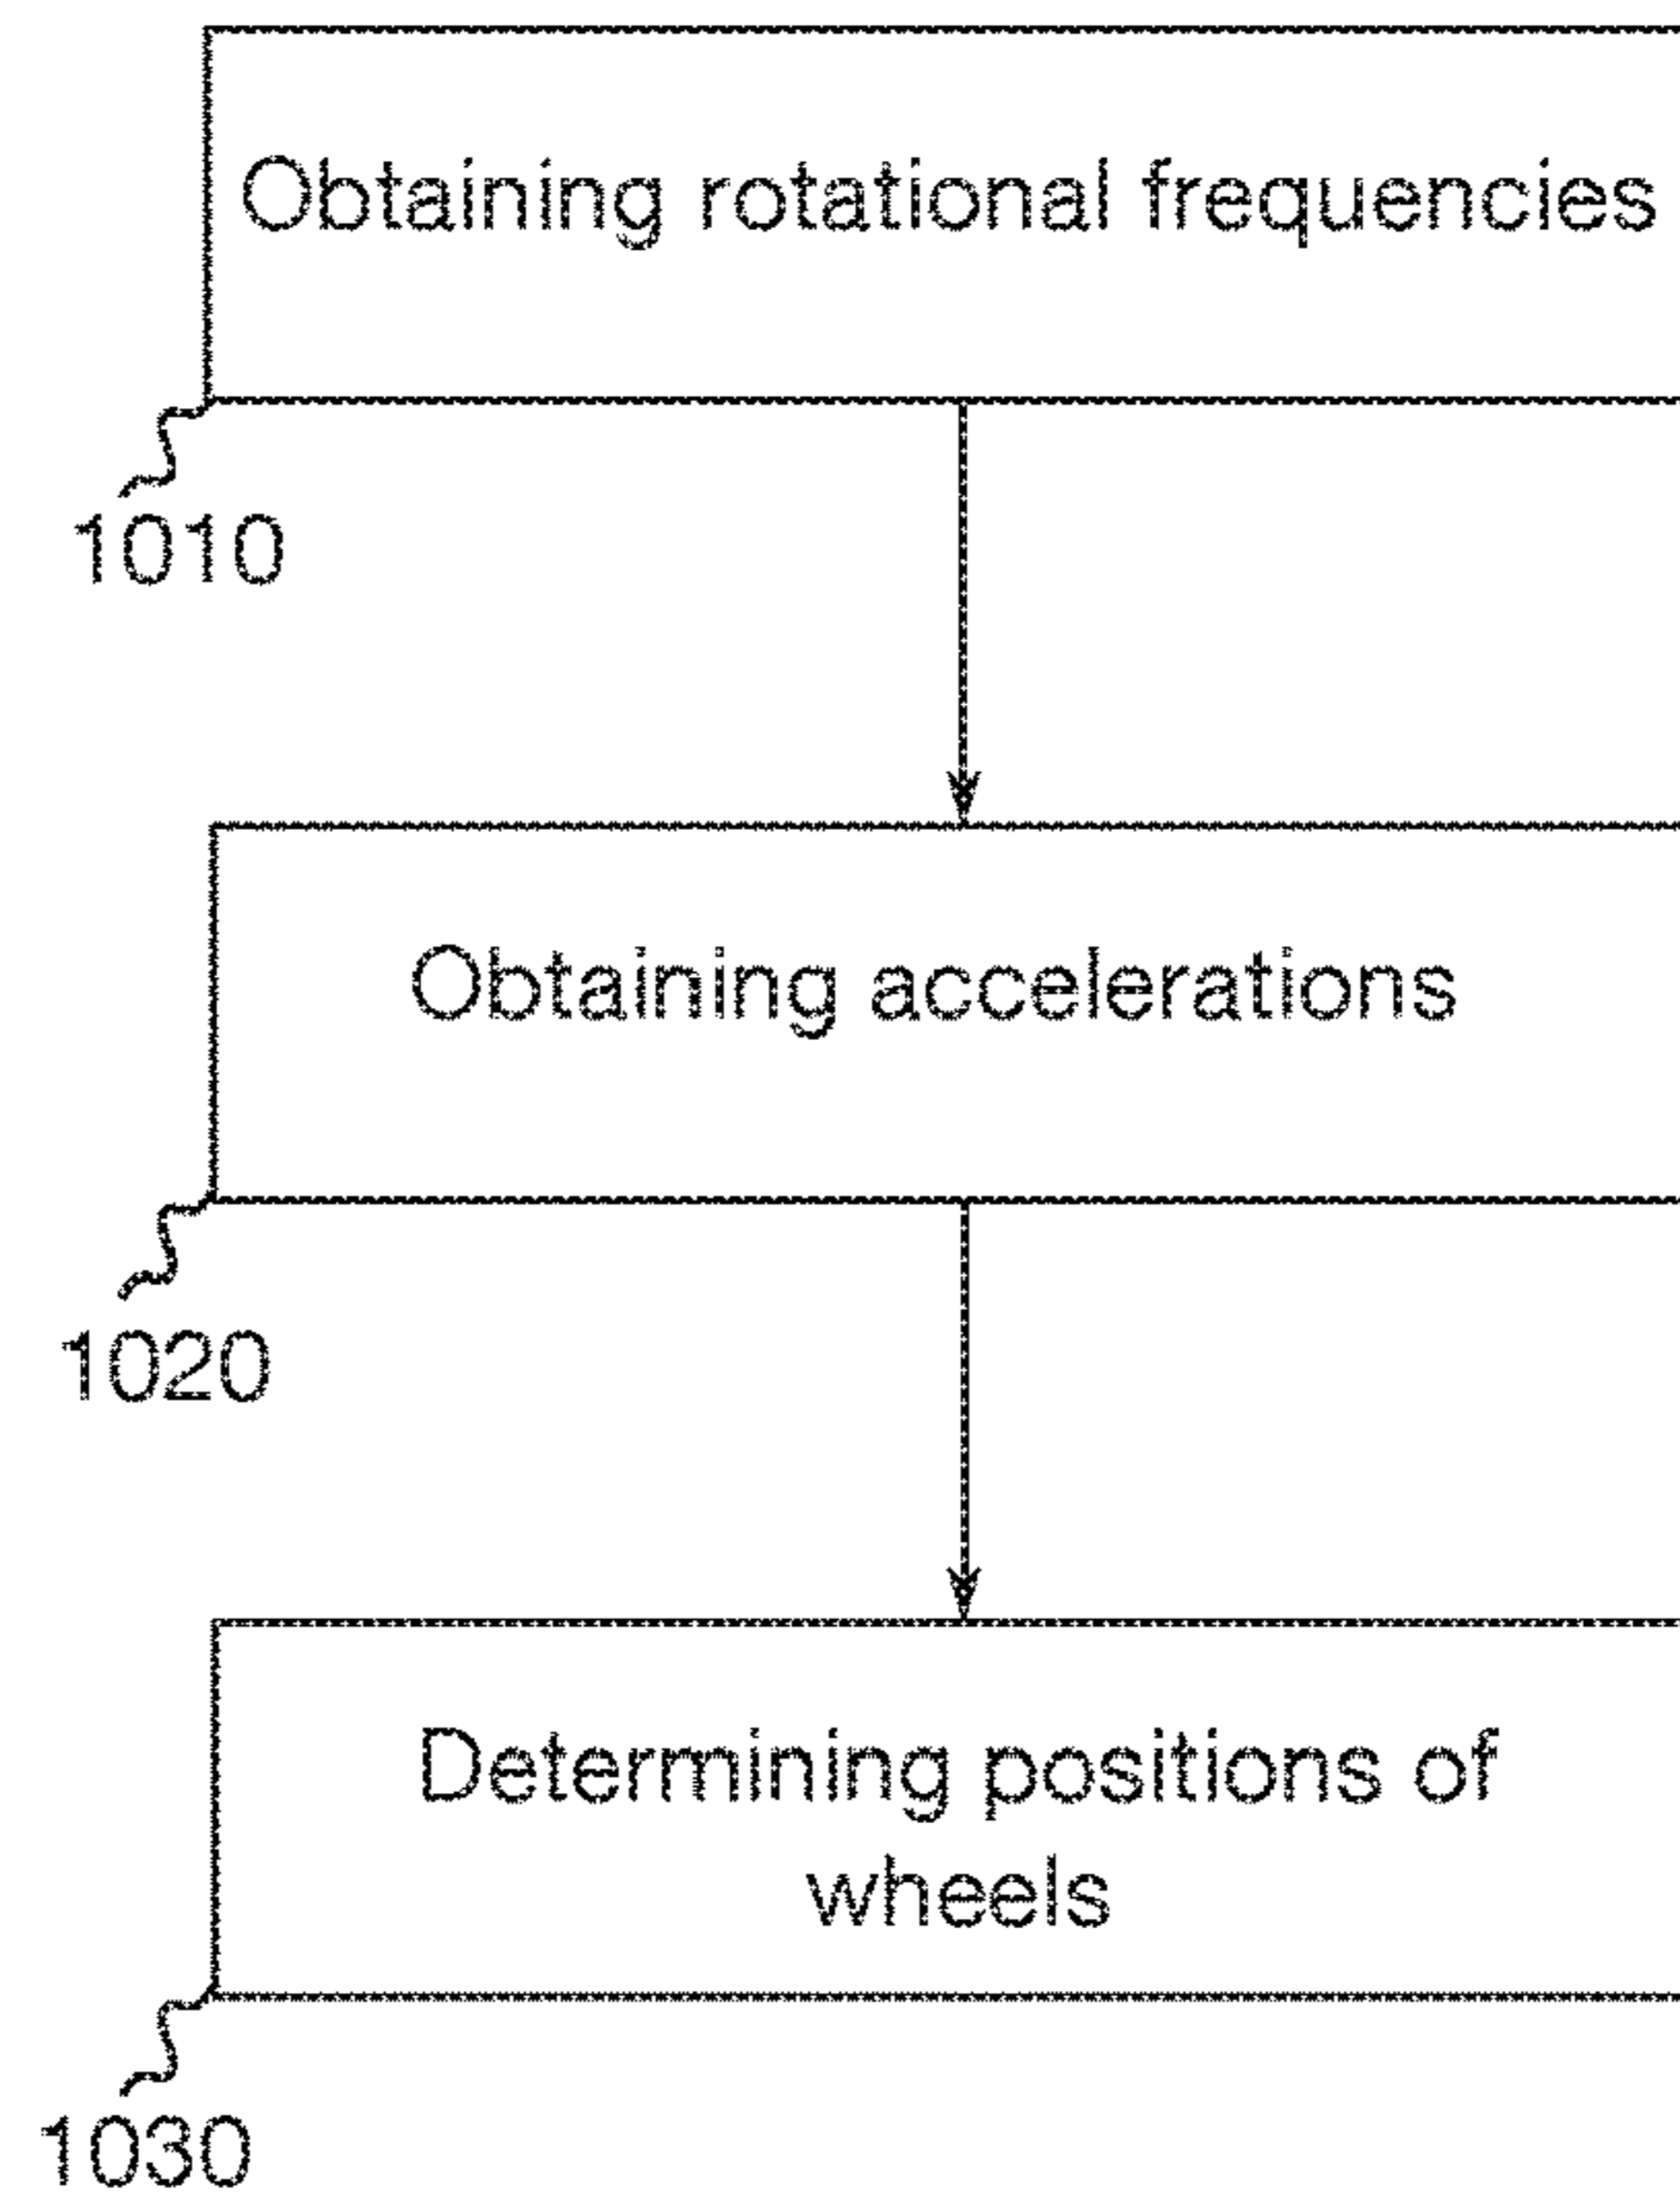 Obtaining rotational frequencies
1010
Obtaining accelerations
1020
Determining positions of
wheels
1030